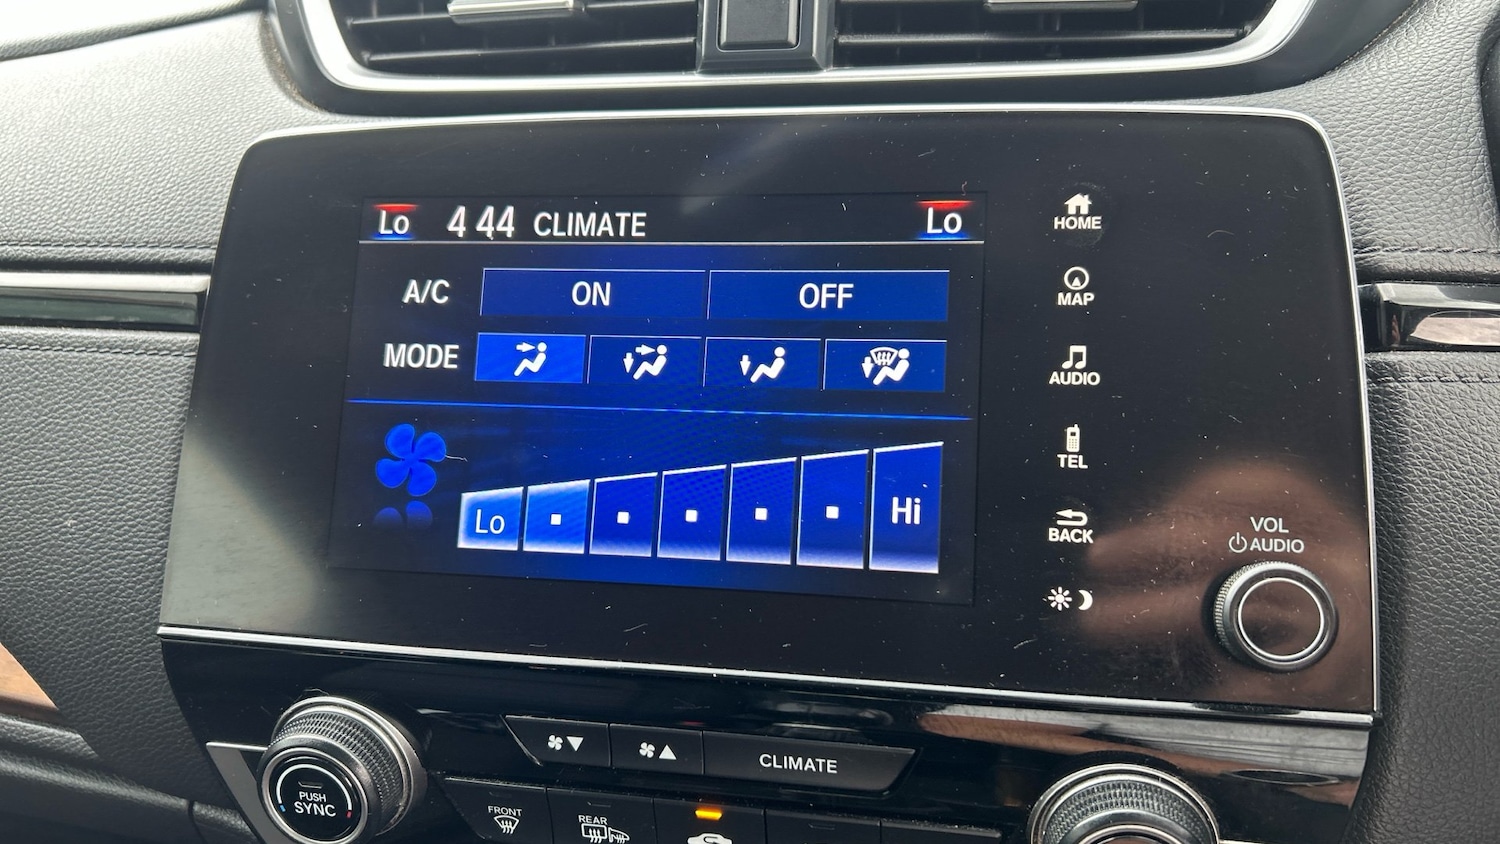 Lo 4 44 CLIMATE Lo
A/C ON OFF
MODE
Lo Hi
HOME
MAP
AUDIO
TEL
BACK
VOL
AUDIO
PUSH
SYNC
CLIMATE
FRONT
REAR